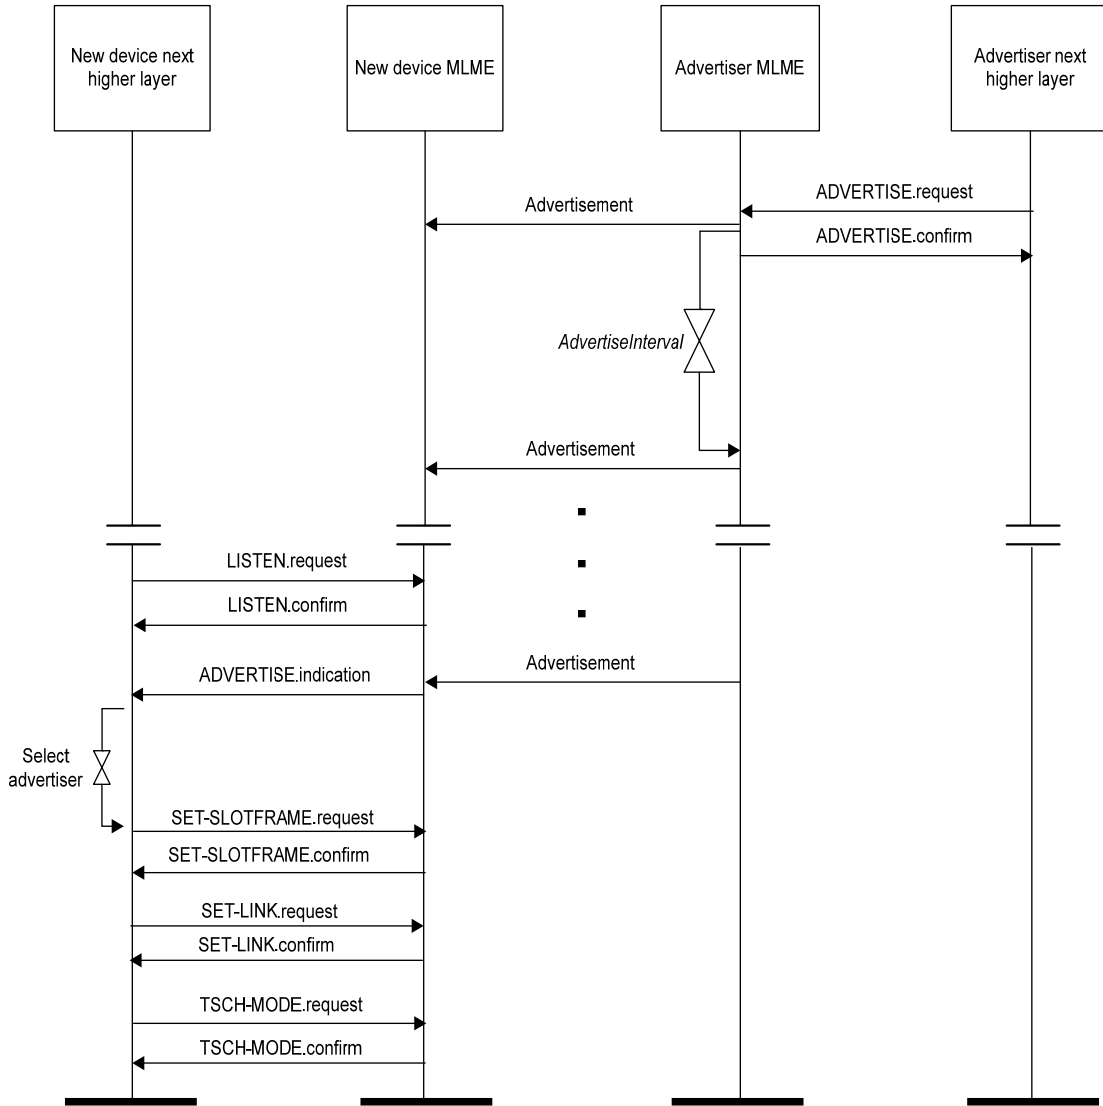 New device next
higher layer
New device MLME
Advertiser MLME
Advertiser next
higher layer
ADVERTISE.request
Advertisement
ADVERTISE.confirm
AdvertiseInterval
Advertisement
LISTEN.request
LISTEN.confirm
Advertisement
ADVERTISE.indication
Select
advertiser
SET-SLOTFRAME.request
SET-SLOTFRAME.confirm
SET-LINK.request
SET-LINK.confirm
TSCH-MODE.request
TSCH-MODE.confirm